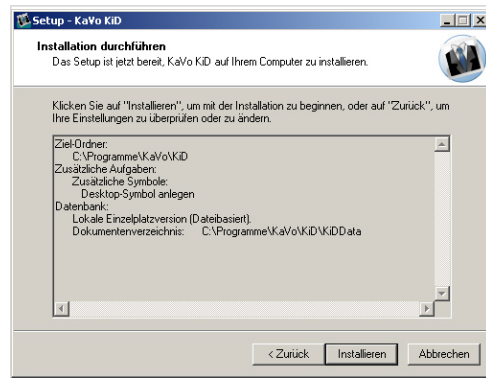 Setup - KaVo KiD
Installation durchführen
Das Setup ist jetzt bereit, KaVo KiD auf Ihrem Computer zu installieren.
Klicken Sie auf "Installieren", um mit der Installation zu beginnen, oder auf "Zurück", um
Ihre Einstellungen zu überprüfen oder zu ändern.
Ziel-Ordner:
C:\Programme\KaVo\KiD
Zusätzliche Aufgaben:
Zusätzliche Symbole:
Desktop-Symbol anlegen
Datenbank:
Lokale Einzelplatzversion (Dateibasiert).
Dokumentenverzeichnis: C:\Programme\KaVo\KiD\KiDData
< Zurück Installieren Abbrechen